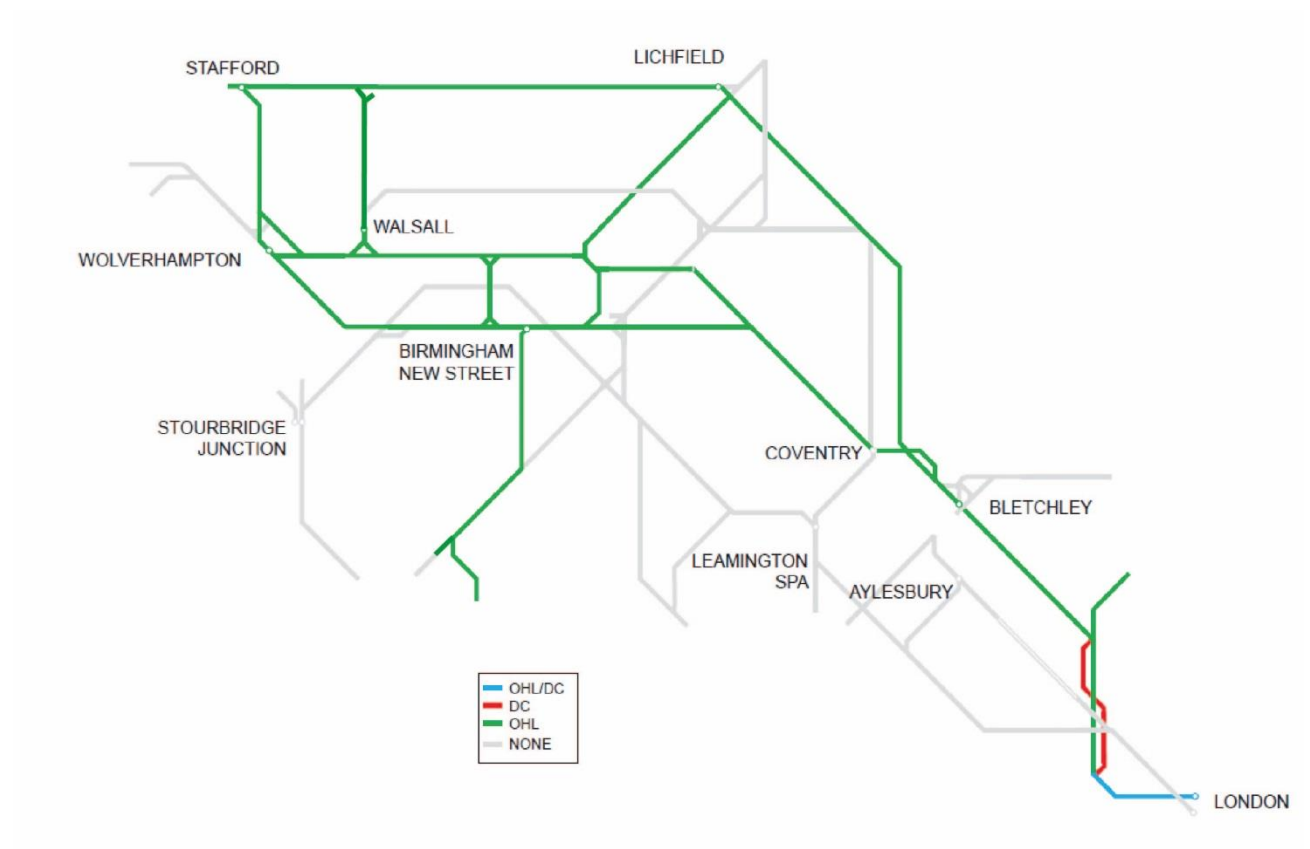 STAFFORD
LICHFIELD
WALSALL
WOLVERHAMPTON
BIRMINGHAM
NEW STREET
STOURBRIDGE
JUNCTION
COVENTRY
BLETCHLEY
LEAMINGTON
SPA
AYLESBURY
OHL/DC
DC
OHL
NONE
LONDON